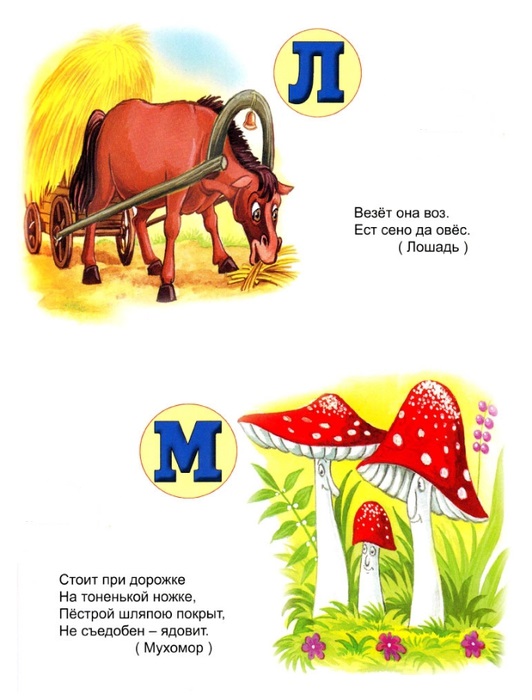 Л
Везёт она воз.
Ест сено да овёс.
( Лошадь )
М
Стоит при дорожке
На тоненькой ножке,
Пёстрой шляпою покрыт,
Не съедобен – ядовит.
( Мухомор )